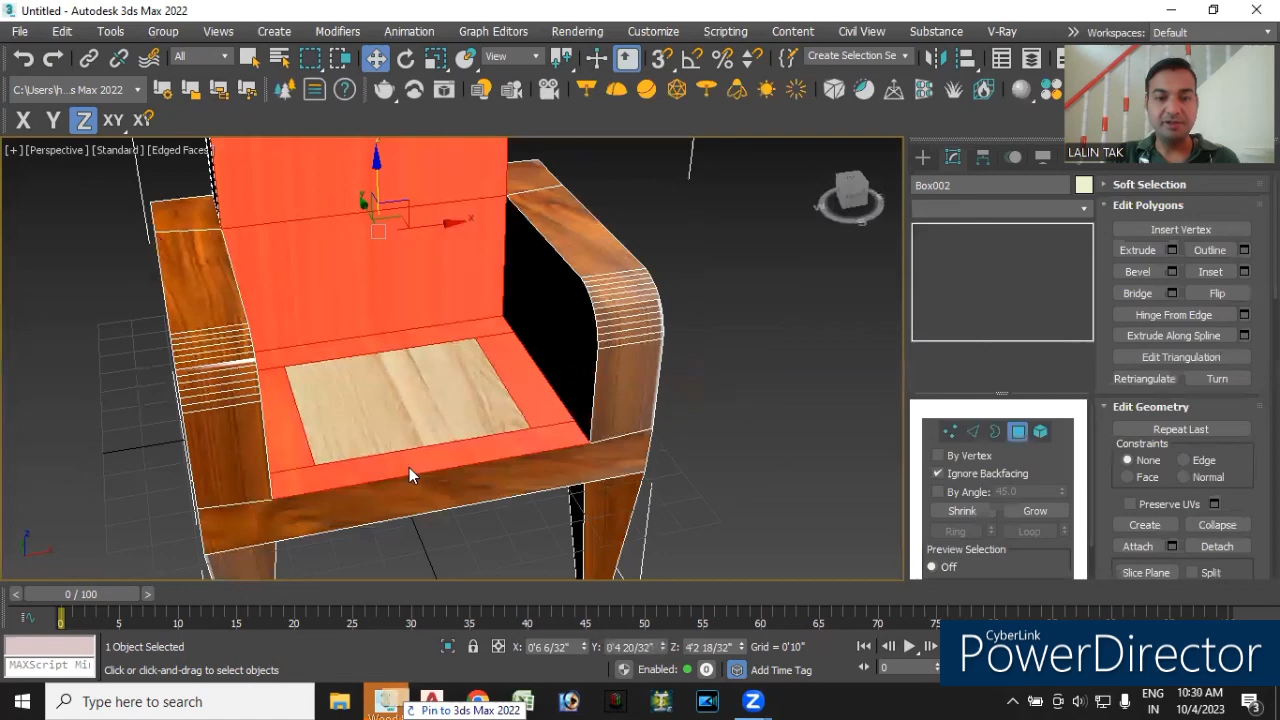 Untitled - Autodesk 3ds Max 2022
File Edit Tools Group Views Create Modifiers Animation Graph Editors Rendering Customize Scripting Content Civil View Substance V-Ray Workspaces: Default
All View Create Selection Se
C:\Users\h...s Max 2022
X Y Z XY
[+] [Perspective] [Standard] [Edged Faces]
LALIN TAK
Box002
Soft Selection
Edit Polygons
Insert Vertex
Extrude Outline
Bevel Inset
Bridge Flip
Hinge From Edge
Extrude Along Spline
Edit Triangulation
Retriangulate Turn
Edit Geometry
Repeat Last
Constraints
None Edge
Face Normal
Preserve UVs
Create Collapse
Attach Detach
Slice Plane Split
By Vertex
Ignore Backfacing
By Angle: 45.0
Shrink Grow
Ring Loop
Preview Selection
Off
0 / 100
0 5 10 15 20 25 30 35 40 45 50 55 60 65 70 75
1 Object Selected X: 0'6 6/32" Y: 0'4 20/32" Z: 4'2 18/32" Grid = 0'10"
MAXScript Mi Click or click-and-drag to select objects Enabled: 0 Add Time Tag 0
CyberLink
PowerDirector
Type here to search
Pin to 3ds Max 2022
ENG
IN
10:30 AM
10/4/2023
3